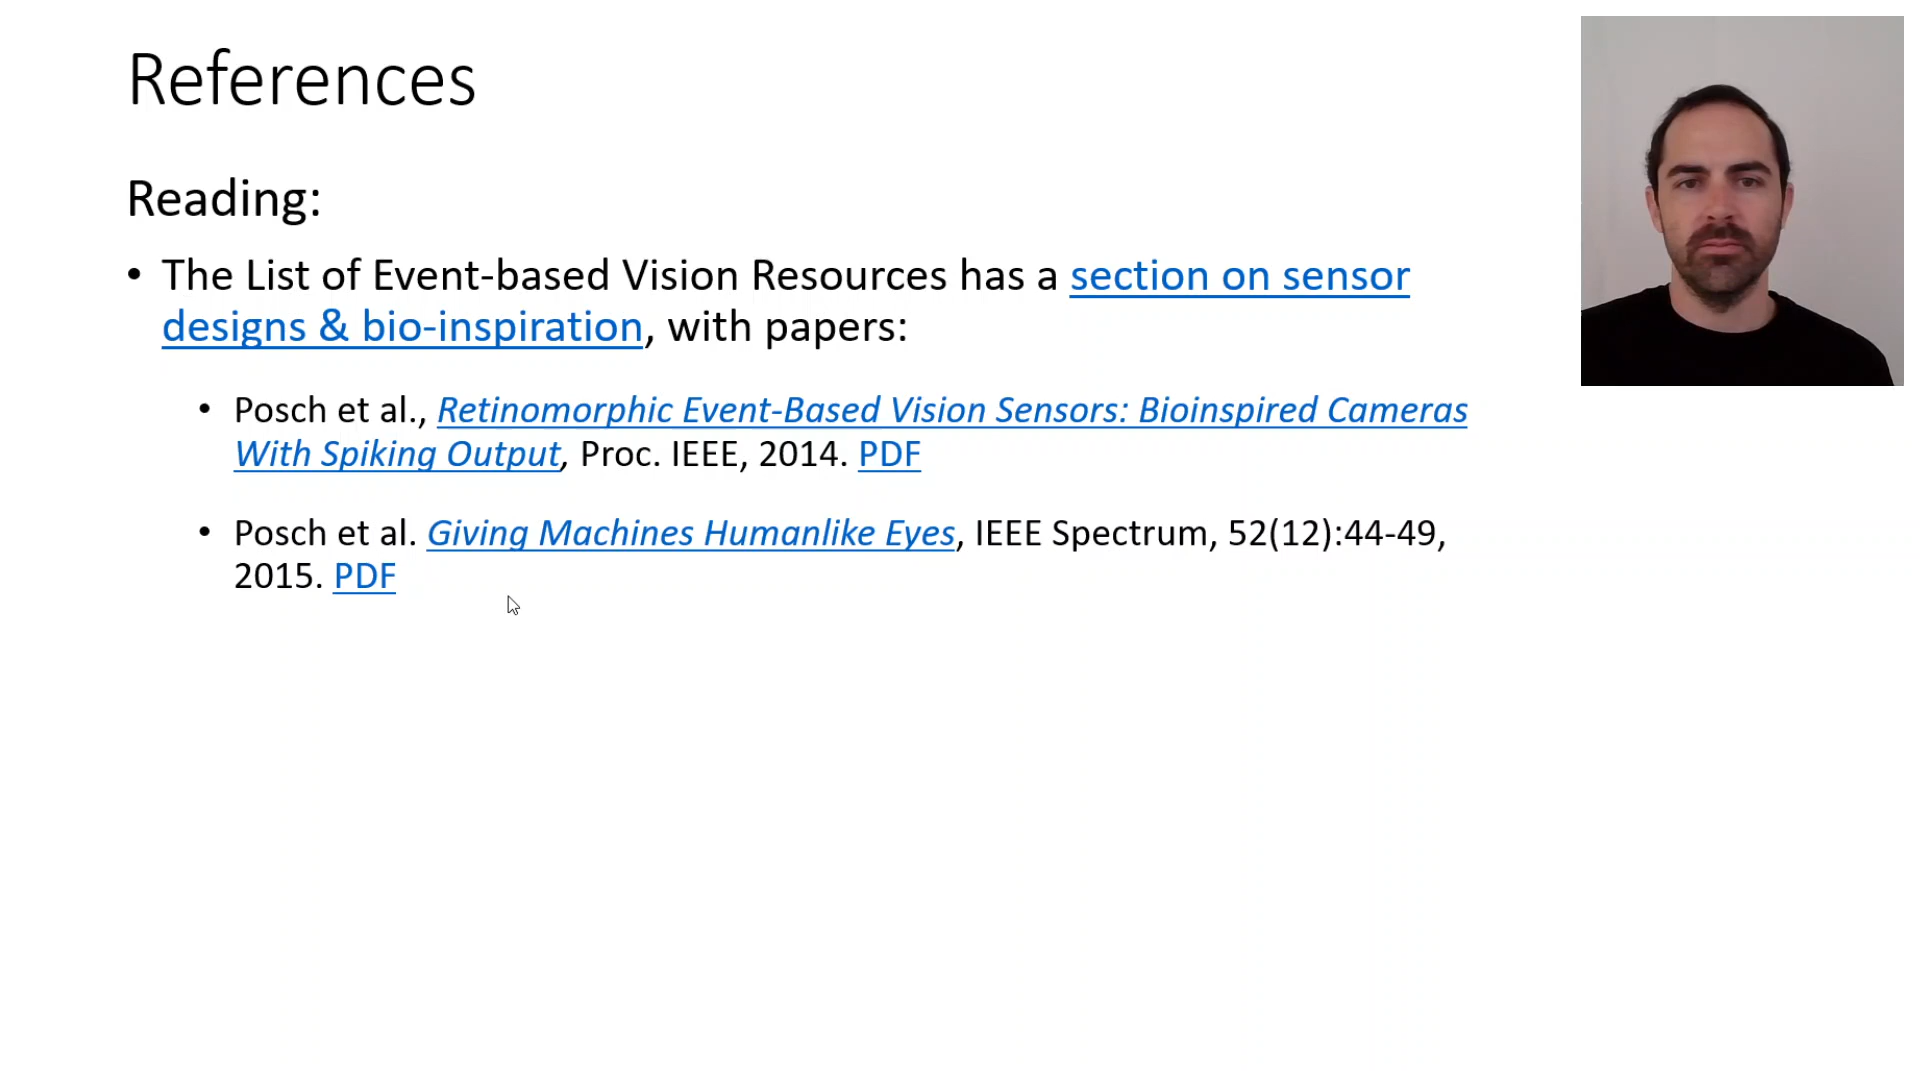 References
Reading:
• The List of Event-based Vision Resources has a section on sensor
designs & bio-inspiration, with papers:
• Posch et al., Retinomorphic Event-Based Vision Sensors: Bioinspired Cameras
With Spiking Output, Proc. IEEE, 2014. PDF
• Posch et al. Giving Machines Humanlike Eyes, IEEE Spectrum, 52(12):44-49,
2015. PDF